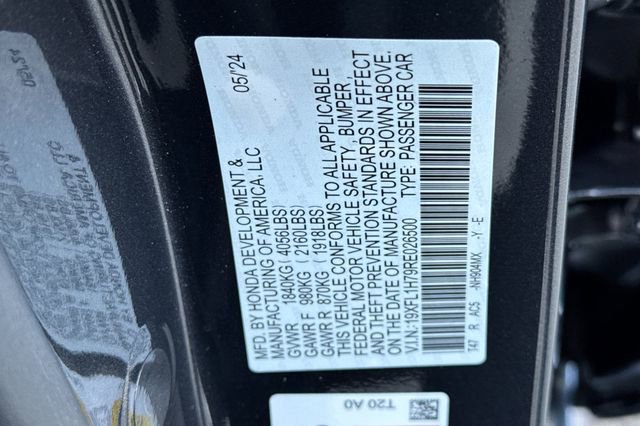 MFD. BY HONDA DEVELOPMENT & 05/'24
MANUFACTURING OF AMERICA. LLC
GVWR 1840KG( 4056LBS)
GAWR F 980KG ( 2160LBS)
GAWR R 870KG ( 1918LBS)
THIS VEHICLE CONFORMS TO ALL APPLICABLE
FEDERAL MOTOR VEHICLE SAFETY, BUMPER,
AND THEFT PREVENTION STANDARDS IN EFFECT
ON THE DATE OF MANUFACTURE SHOWN ABOVE.
V.I.N.: 19XFL1H79RE026500 TYPE: PASSENGER CAR
T47 R AC5 -NH904MX -Y -E
T20 A0